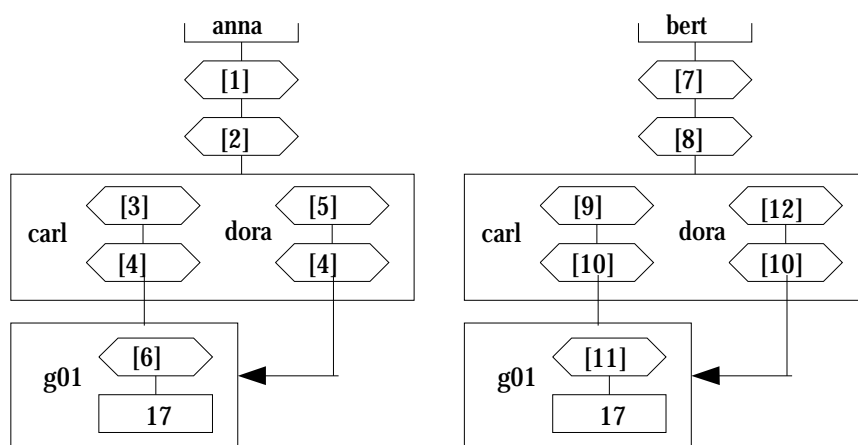 anna
bert
[1]
[7]
[2]
[8]
[3]
[5]
[9]
[12]
carl
dora
carl
dora
[4]
[4]
[10]
[10]
[6]
[11]
g01
g01
17
17